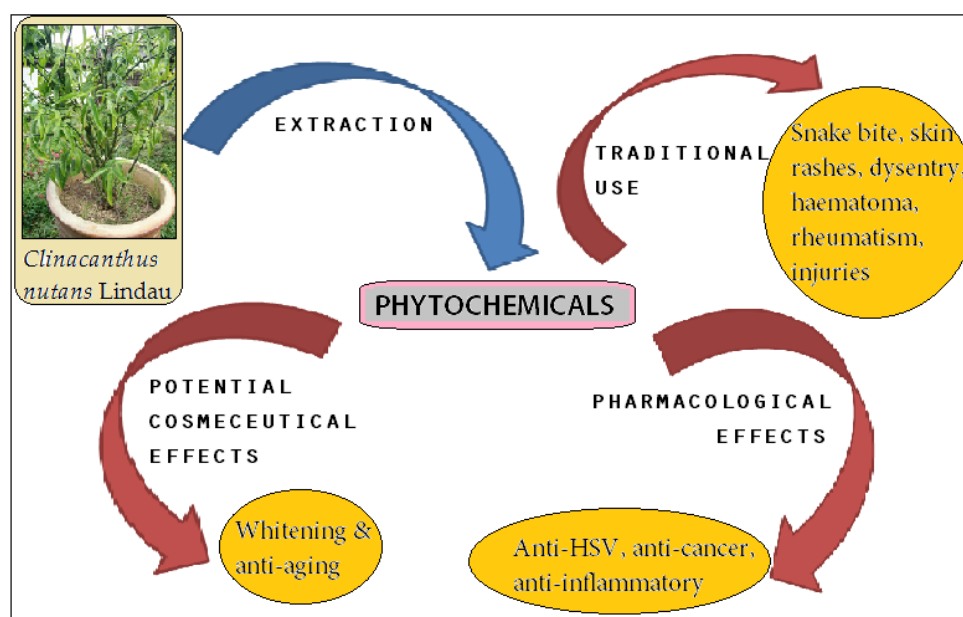 Clinacanthus
nutans Lindau
EXTRACTION
TRADITIONAL
USE
Snake bite, skin
rashes, dysentry,
haematoma,
rheumatism,
injuries
PHYTOCHEMICALS
POTENTIAL
COSMECEUTICAL
EFFECTS
Whitening &
anti-aging
PHARMACOLOGICAL
EFFECTS
Anti-HSV, anti-cancer,
anti-inflammatory